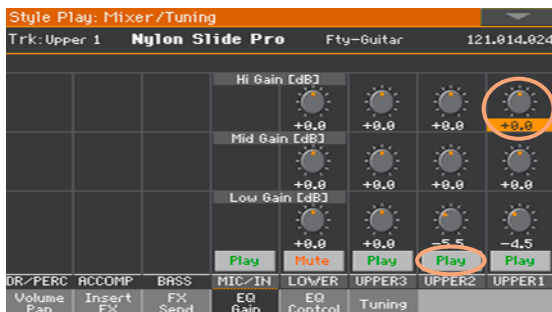 Style Play: Mixer/Tuning
Trk:Upper 1 Nylon Slide Pro Fty-Guitar 121.014.024
Hi Gain [dB]
+0.0 +0.0 +0.0 +0.0
Mid Gain [dB]
+0.0 +0.0 +0.0 +0.0
Low Gain [dB]
+0.0 +0.0 -5.5 -4.5
Play Mute Play Play Play
DR/PERC ACCOMP BASS MIC/IN LOWER UPPER3 UPPER2 UPPER1
Volume Insert FX EQ EQ Tuning
Pan FX Send Gain Control